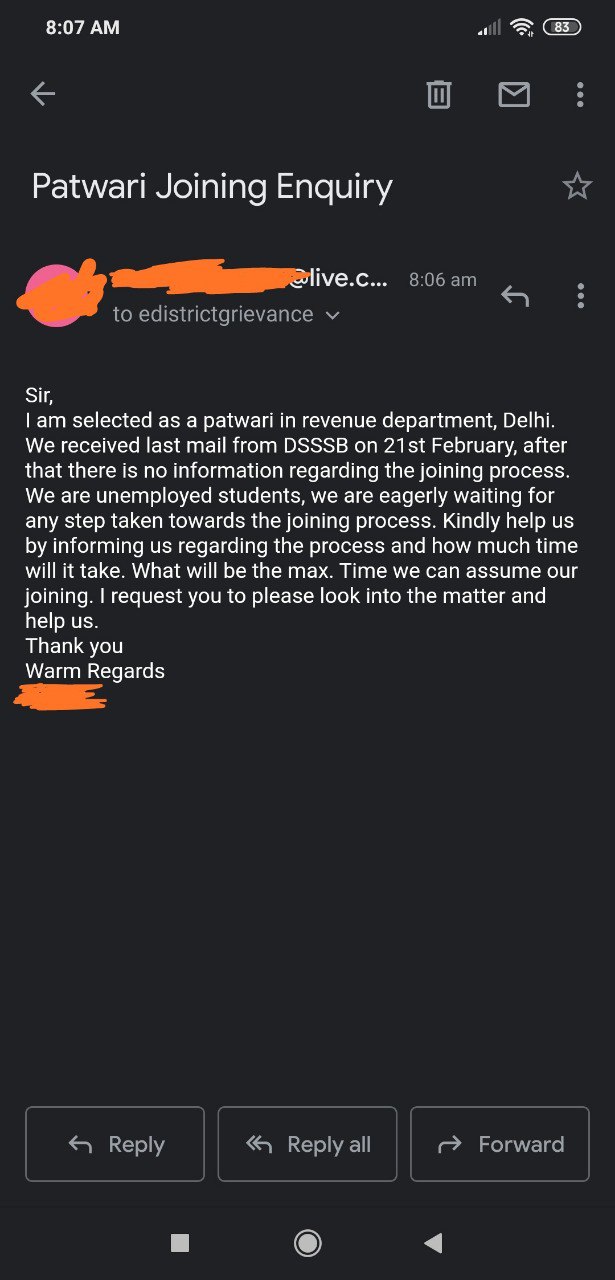 8:07 AM
83
Patwari Joining Enquiry
@live.c... 8:06 am
to edistrictgrievance
Sir,
I am selected as a patwari in revenue department, Delhi.
We received last mail from DSSSB on 21st February, after
that there is no information regarding the joining process.
We are unemployed students, we are eagerly waiting for
any step taken towards the joining process. Kindly help us
by informing us regarding the process and how much time
will it take. What will be the max. Time we can assume our
joining. I request you to please look into the matter and
help us.
Thank you
Warm Regards
Reply
Reply all
Forward